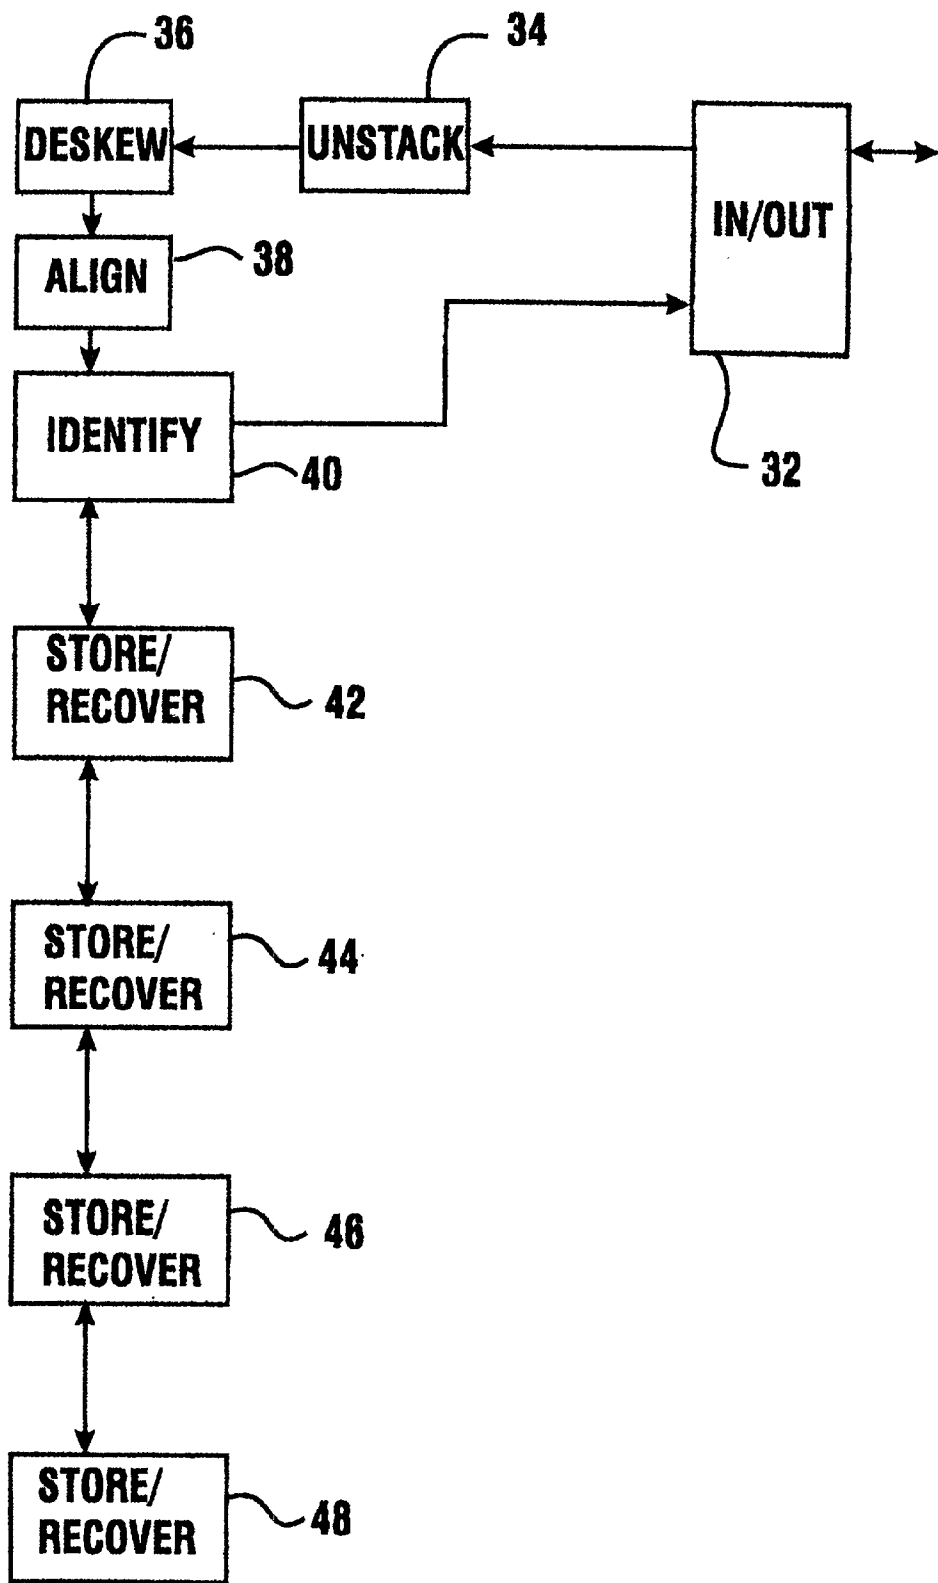 36
34
DESKEW
UNSTACK
IN/OUT
ALIGN
38
IDENTIFY
40
32
STORE/
RECOVER
42
STORE/
RECOVER
44
STORE/
RECOVER
46
STORE/
RECOVER
48